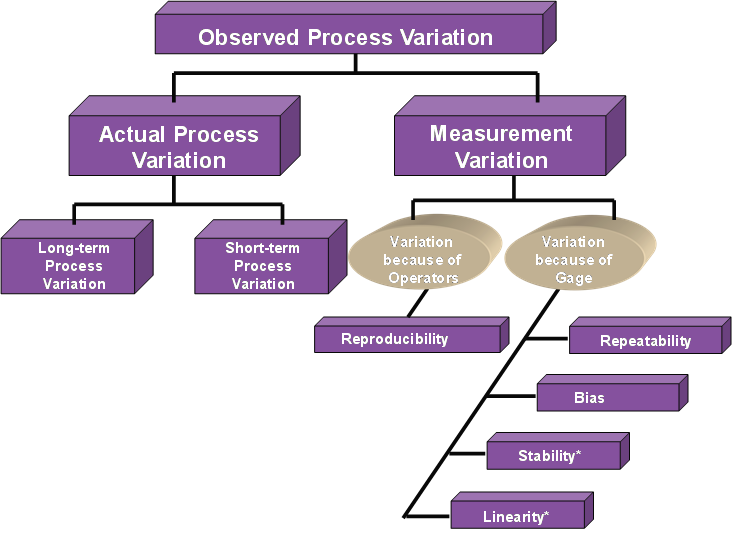 Observed Process Variation
Actual Process
Variation
Measurement
Variation
Long-term
Process
Variation
Short-term
Process
Variation
Variation
because of
Operators
Variation
because of
Gage
Reproducibility
Repeatability
Bias
Stability*
Linearity*